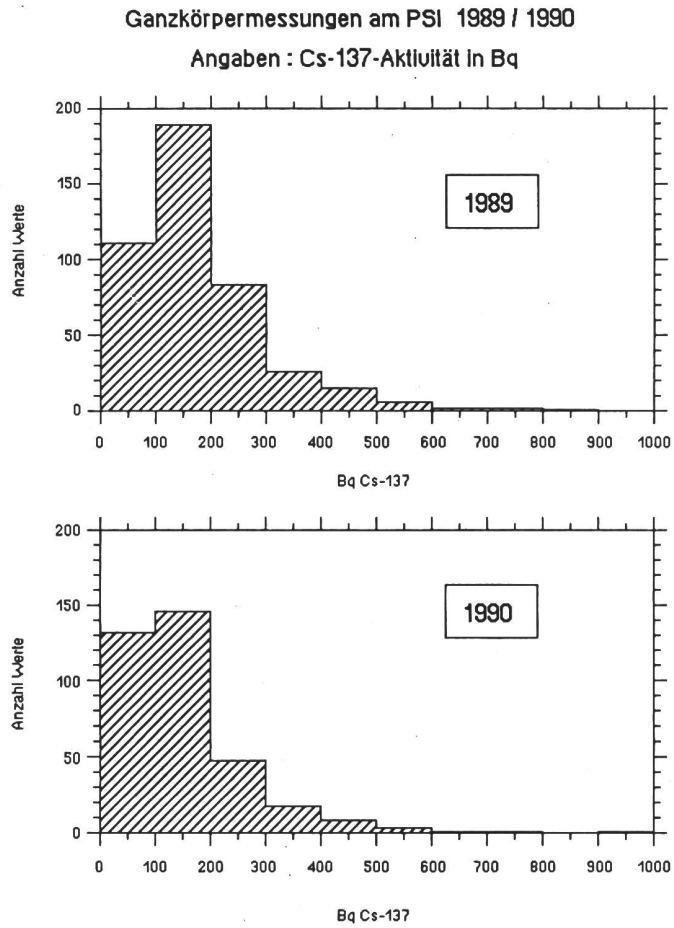 Ganzkörpermessungen am PSI 1989 / 1990
Angaben : Cs-137-Aktivität in Bq
200
150
100
50
0
Anzahl Werte
1989
0 100 200 300 400 500 600 700 800 900 1000
Bq Cs-137
200
150
100
50
0
Anzahl Werte
1990
0 100 200 300 400 500 600 700 800 900 1000
Bq Cs-137